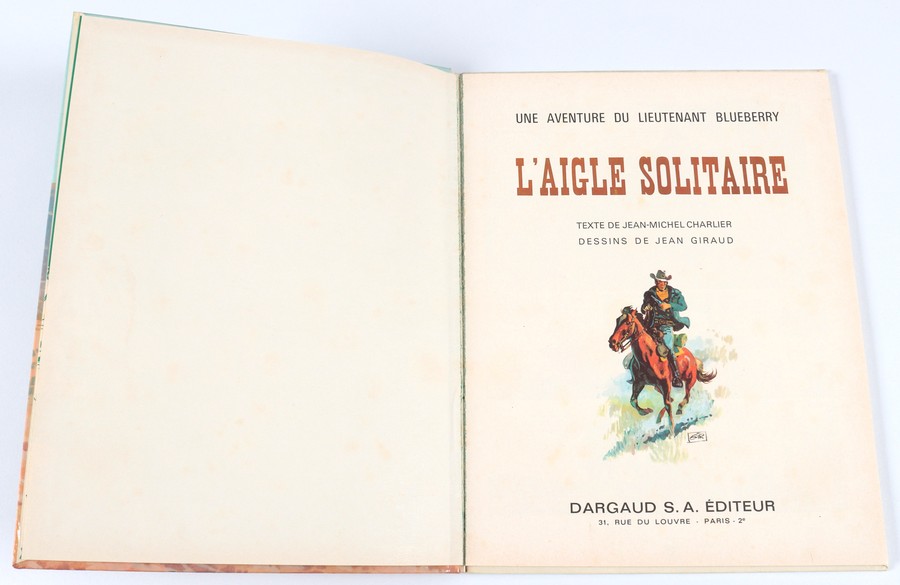 UNE AVENTURE DU LIEUTENANT BLUEBERRY
L'AIGLE SOLITAIRE
TEXTE DE JEAN-MICHEL CHARLIER
DESSINS DE JEAN GIRAUD
GIR
DARGAUD S.A. ÉDITEUR
31, RUE DU LOUVRE - PARIS - 2e